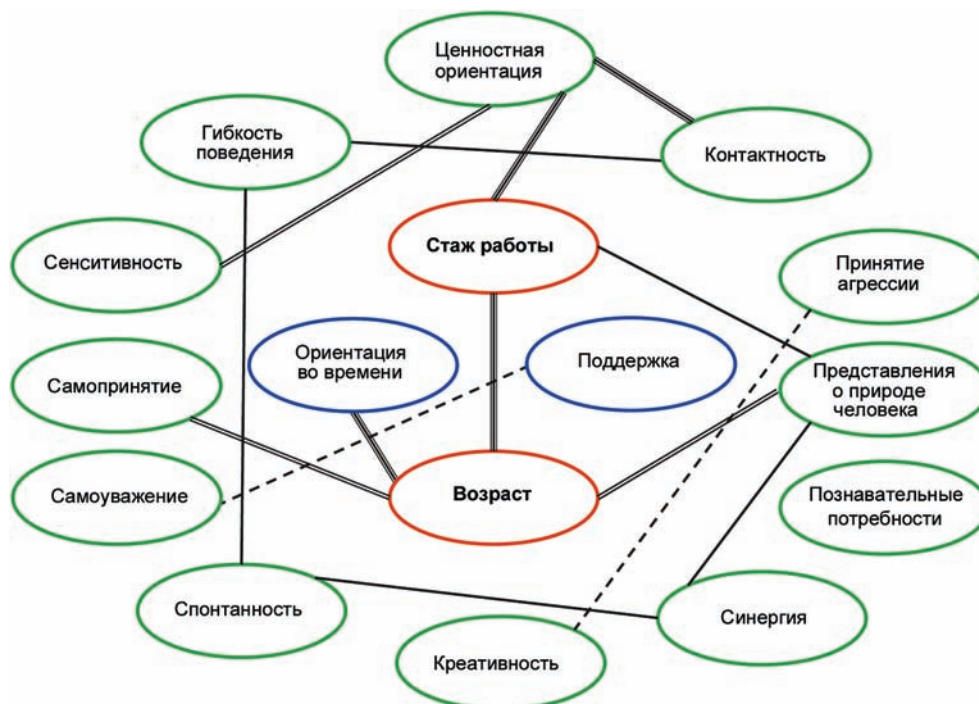 Ценностная
ориентация
Гибкость
поведения
Контактность
Стаж работы
Сенситивность
Принятие
агрессии
Ориентация
во времени
Поддержка
Самопринятие
Представления
о природе
человека
Самоуважение
Возраст
Познавательные
потребности
Спонтанность
Синергия
Креативность